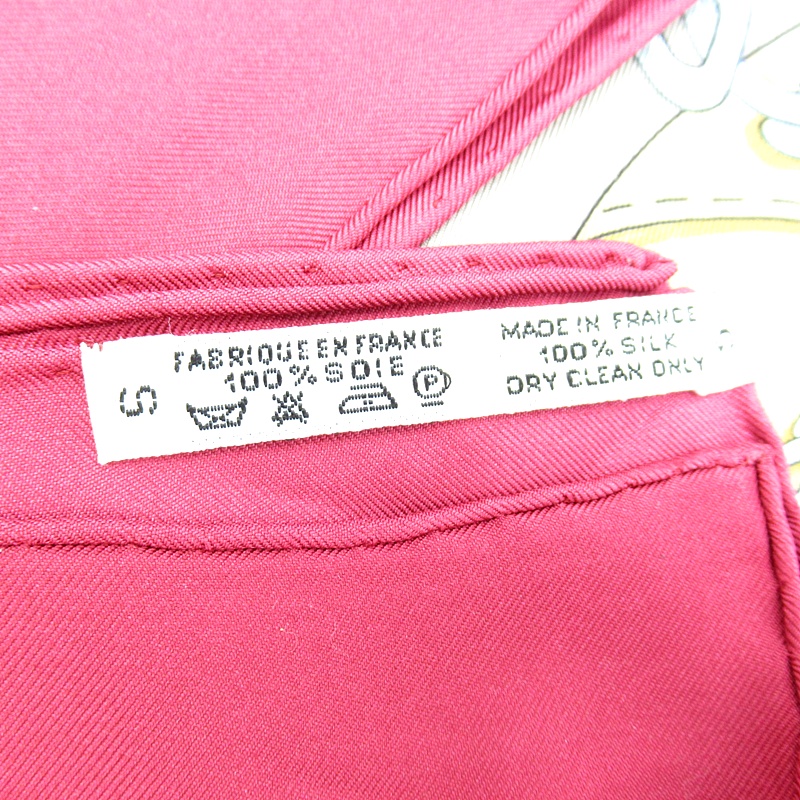 S
FABRIQUE EN FRANCE
100% SOIE
P
MADE IN FRANCE
100% SILK
DRY CLEAN ONLY